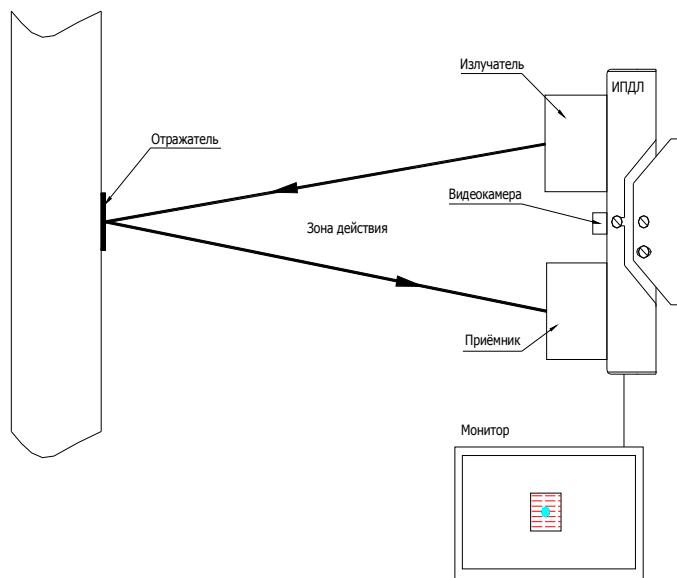 Излучатель
ИПДЛ
Отражатель
Видеокамера
Зона действия
Приёмник
Монитор